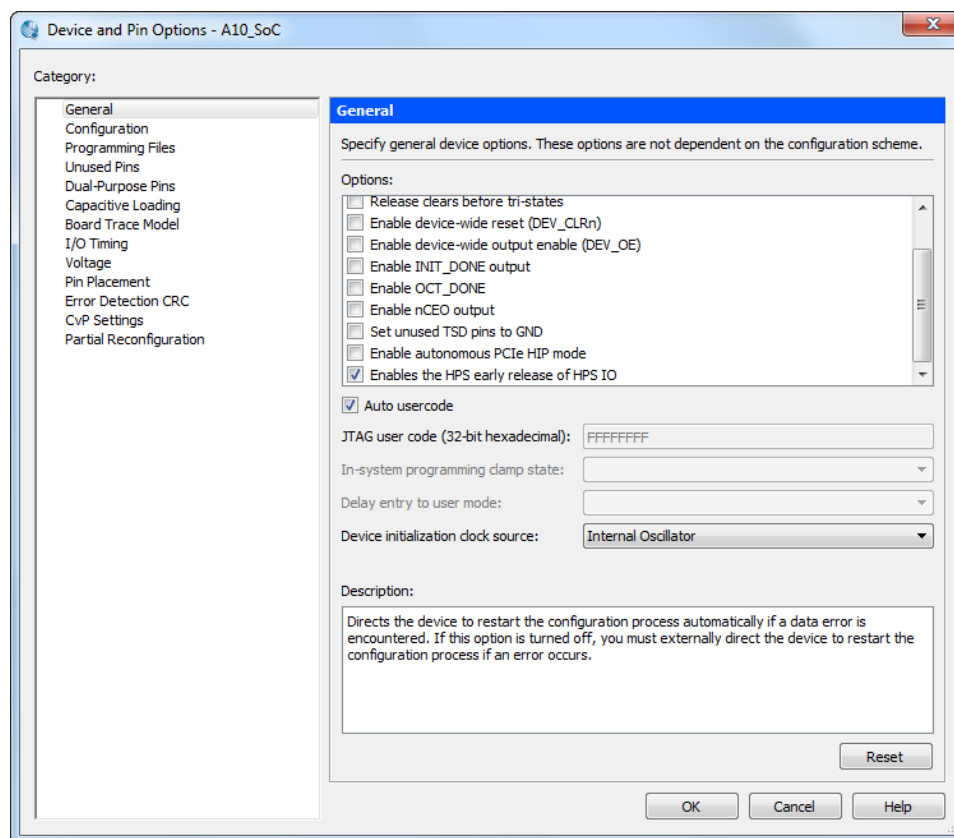 Device and Pin Options - A10_SoC
Category:
General
Configuration
Programming Files
Unused Pins
Dual-Purpose Pins
Capacitive Loading
Board Trace Model
I/O Timing
Voltage
Pin Placement
Error Detection CRC
CvP Settings
Partial Reconfiguration
General
Specify general device options. These options are not dependent on the configuration scheme.
Options:
Release clears before tri-states
Enable device-wide reset (DEV_CLRn)
Enable device-wide output enable (DEV_OE)
Enable INIT_DONE output
Enable OCT_DONE
Enable nCEO output
Set unused TSD pins to GND
Enable autonomous PCIe HIP mode
Enables the HPS early release of HPS IO
Auto usercode
JTAG user code (32-bit hexadecimal): FFFFFFFF
In-system programming clamp state:
Delay entry to user mode:
Device initialization clock source: Internal Oscillator
Description:
Directs the device to restart the configuration process automatically if a data error is
encountered. If this option is turned off, you must externally direct the device to restart the
configuration process if an error occurs.
Reset
OK Cancel Help